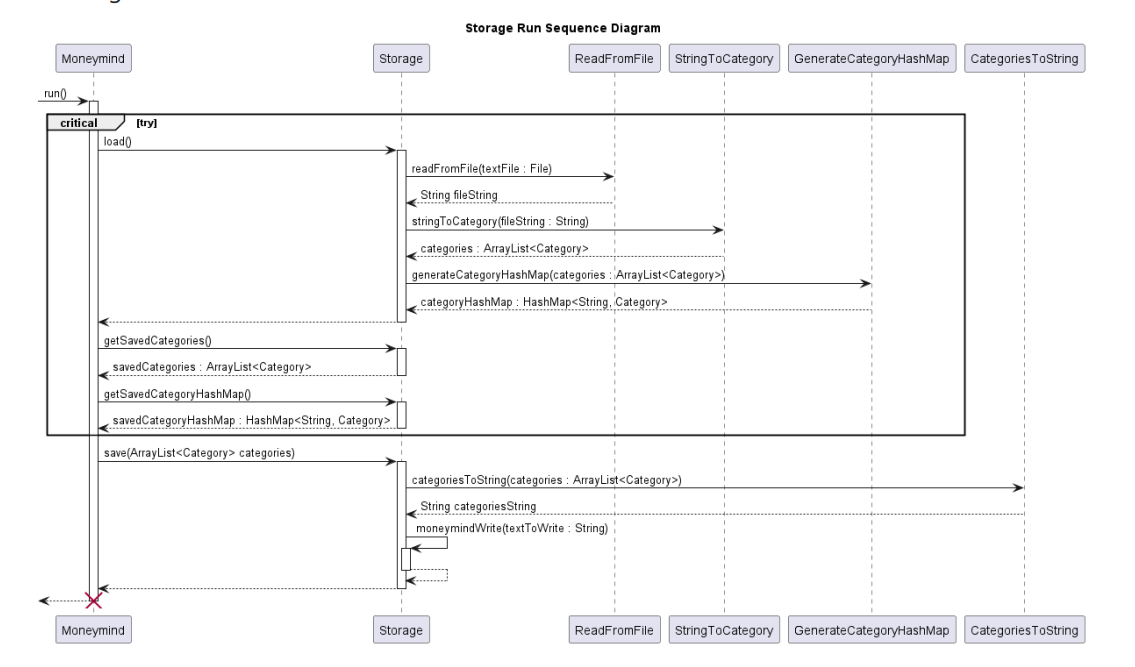 Storage Run Sequence Diagram
Moneymind Storage ReadFromFile StringToCategory GenerateCategoryHashMap CategoriesToString
run()
critical [try]
load()
readFromFile(textFile : File)
String fileString
stringToCategory(fileString : String)
categories : ArrayList<Category>
generateCategoryHashMap(categories : ArrayList<Category>)
categoryHashMap : HashMap<String, Category>
getSavedCategories()
savedCategories : ArrayList<Category>
getSavedCategoryHashMap()
savedCategoryHashMap : HashMap<String, Category>
save(ArrayList<Category> categories)
categoriesToString(categories : ArrayList<Category>)
String categoriesString
moneymindWrite(textToWrite : String)
Moneymind Storage ReadFromFile StringToCategory GenerateCategoryHashMap CategoriesToString